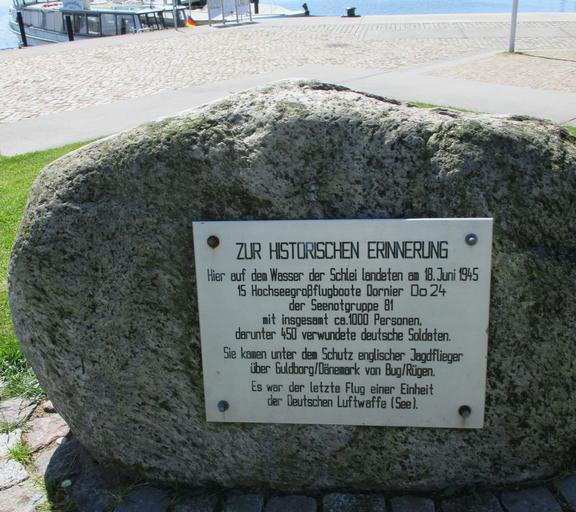 ZUR HISTORISCHEN ERINNERUNG
Hier auf dem Wasser der Schlei landeten am 18. Juni 1945
15 Hochseegroßflugboote Dornier Do 24
der Seenotgruppe 81
mit insgesamt ca. 1000 Personen,
darunter 450 verwundete deutsche Soldaten.
Sie kamen unter dem Schutz englischer Jagdflieger
über Guldborg/Dänemark von Bug/Rügen.
Es war der letzte Flug einer Einheit
der Deutschen Luftwaffe (See).